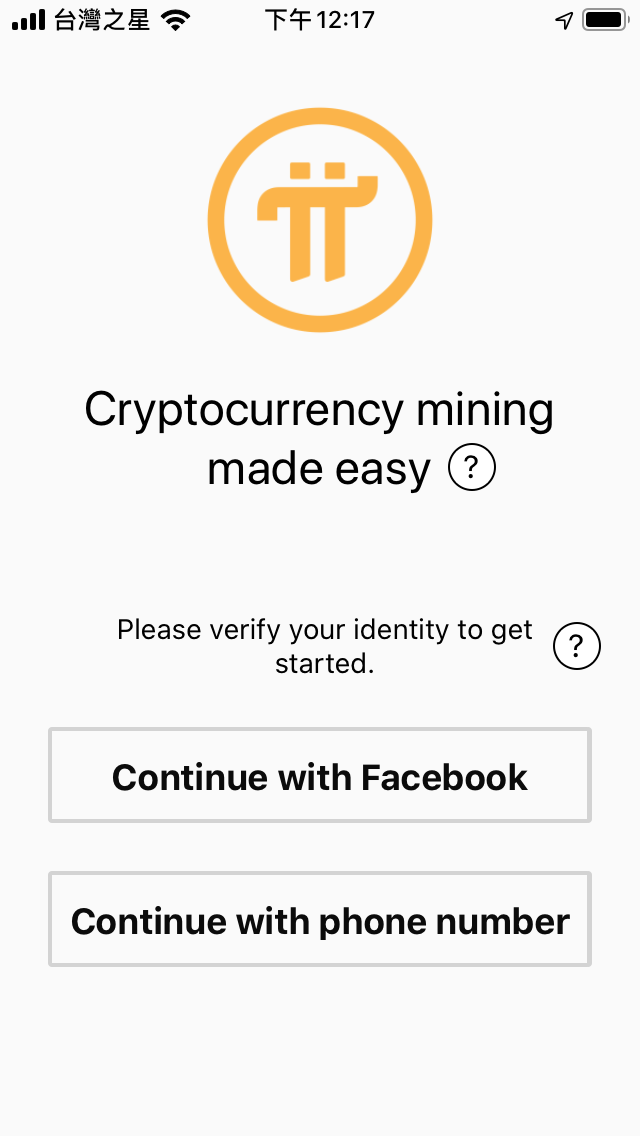 台灣之星 下午12:17
Cryptocurrency mining
made easy ?
Please verify your identity to get
started.
?
Continue with Facebook
Continue with phone number